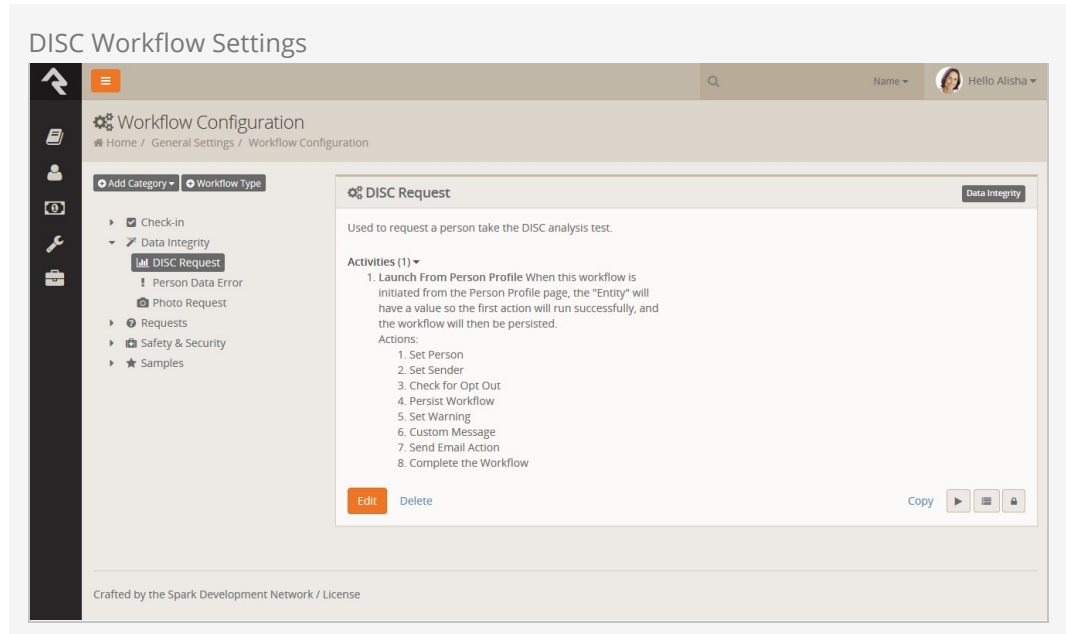 DISC Workflow Settings
Name
Hello Alisha
Workflow Configuration
Home / General Settings / Workflow Configuration
Add Category
Workflow Type
Check-in
Data Integrity
DISC Request
Person Data Error
Photo Request
Requests
Safety & Security
Samples
DISC Request
Data Integrity
Used to request a person take the DISC analysis test.
Activities (1)
1. Launch From Person Profile When this workflow is
initiated from the Person Profile page, the "Entity" will
have a value so the first action will run successfully, and
the workflow will then be persisted.
Actions:
1. Set Person
2. Set Sender
3. Check for Opt Out
4. Persist Workflow
5. Set Warning
6. Custom Message
7. Send Email Action
8. Complete the Workflow
Edit
Delete
Copy
Crafted by the Spark Development Network / License